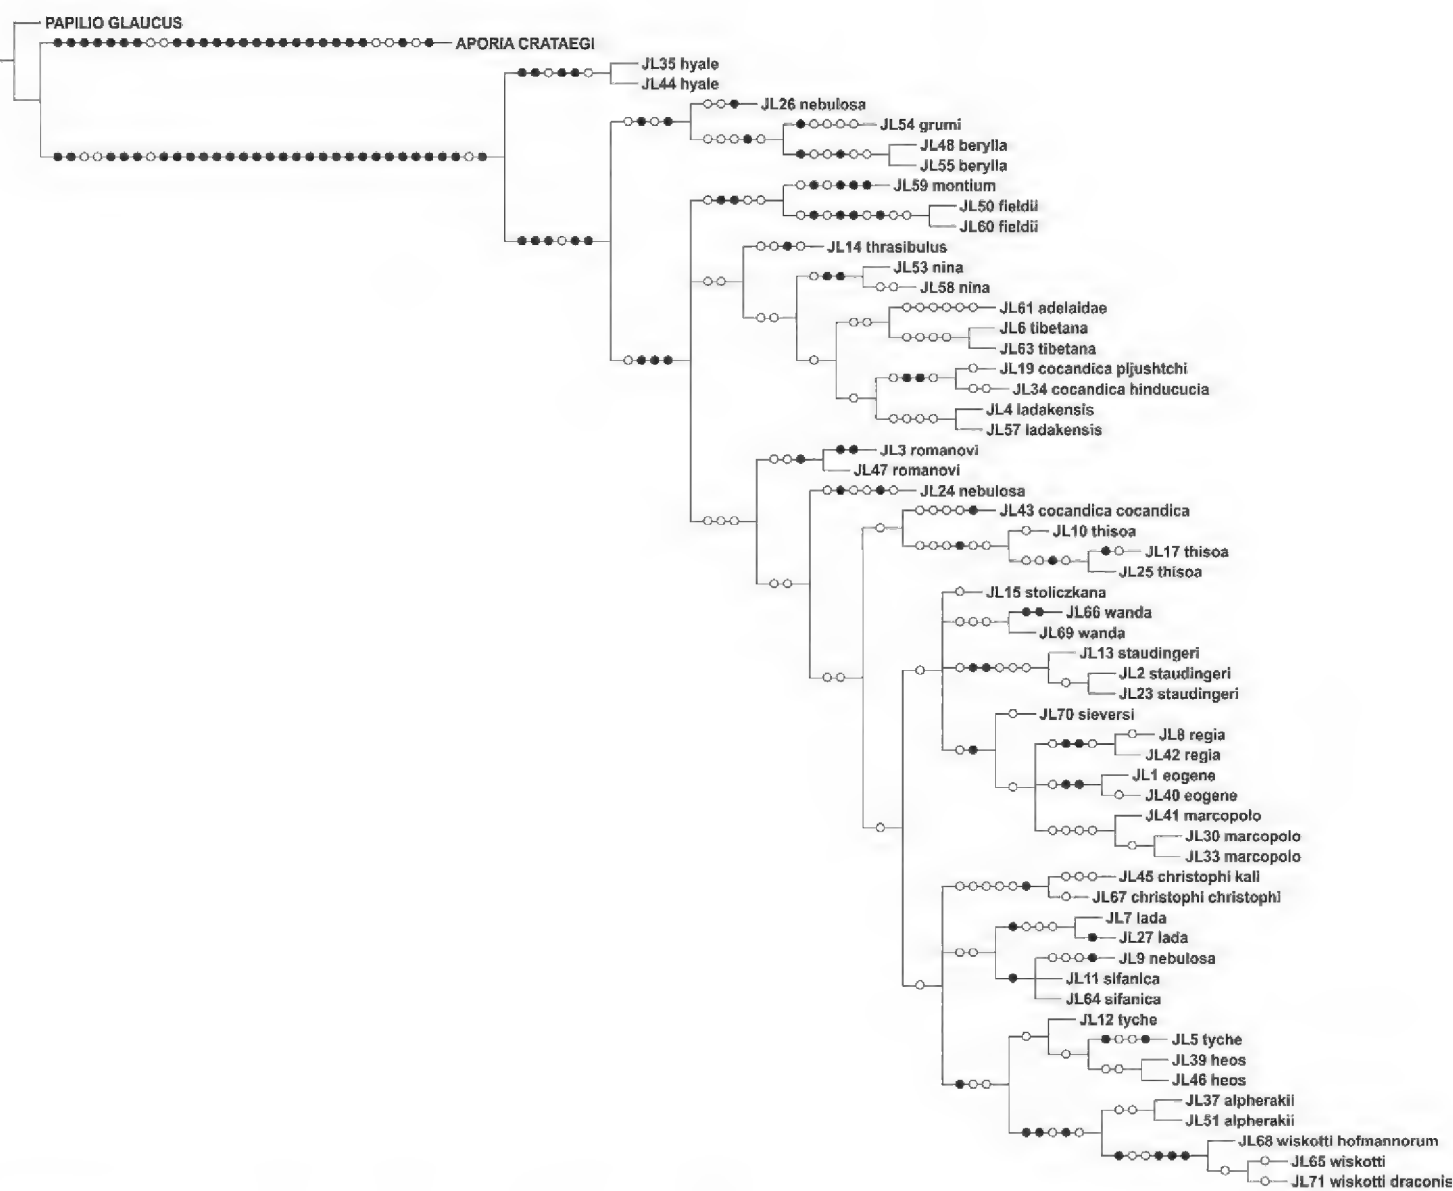 PAPILIO GLAUCUS
APORIA CRATAEGI
JL35 hyale
JL44 hyale
JL26 nebulosa
JL54 grumi
JL48 berylla
JL55 berylla
JL59 montium
JL50 fieldii
JL60 fieldii
JL14 thrasibulus
JL53 nina
JL58 nina
JL61 adelaidae
JL6 tibetana
JL63 tibetana
JL19 cocandica pljushtchi
JL34 cocandica hinducucia
JL4 ladakensis
JL57 ladakensis
JL3 romanovi
JL47 romanovi
JL24 nebulosa
JL43 cocandica cocandica
JL10 thisoa
JL17 thisoa
JL25 thisoa
JL15 stoliczkana
JL66 wanda
JL69 wanda
JL13 staudingeri
JL2 staudingeri
JL23 staudingeri
JL70 sieversi
JL8 regia
JL42 regia
JL1 eogene
JL40 eogene
JL41 marcopolo
JL30 marcopolo
JL33 marcopolo
JL45 christophi kali
JL67 christophi christophi
JL7 lada
JL27 lada
JL9 nebulosa
JL11 sifanica
JL64 sifanica
JL12 tyche
JL5 tyche
JL39 heos
JL46 heos
JL37 alpherakii
JL51 alpherakii
JL68 wiskotti hofmannorum
JL65 wiskotti
JL71 wiskotti draconis